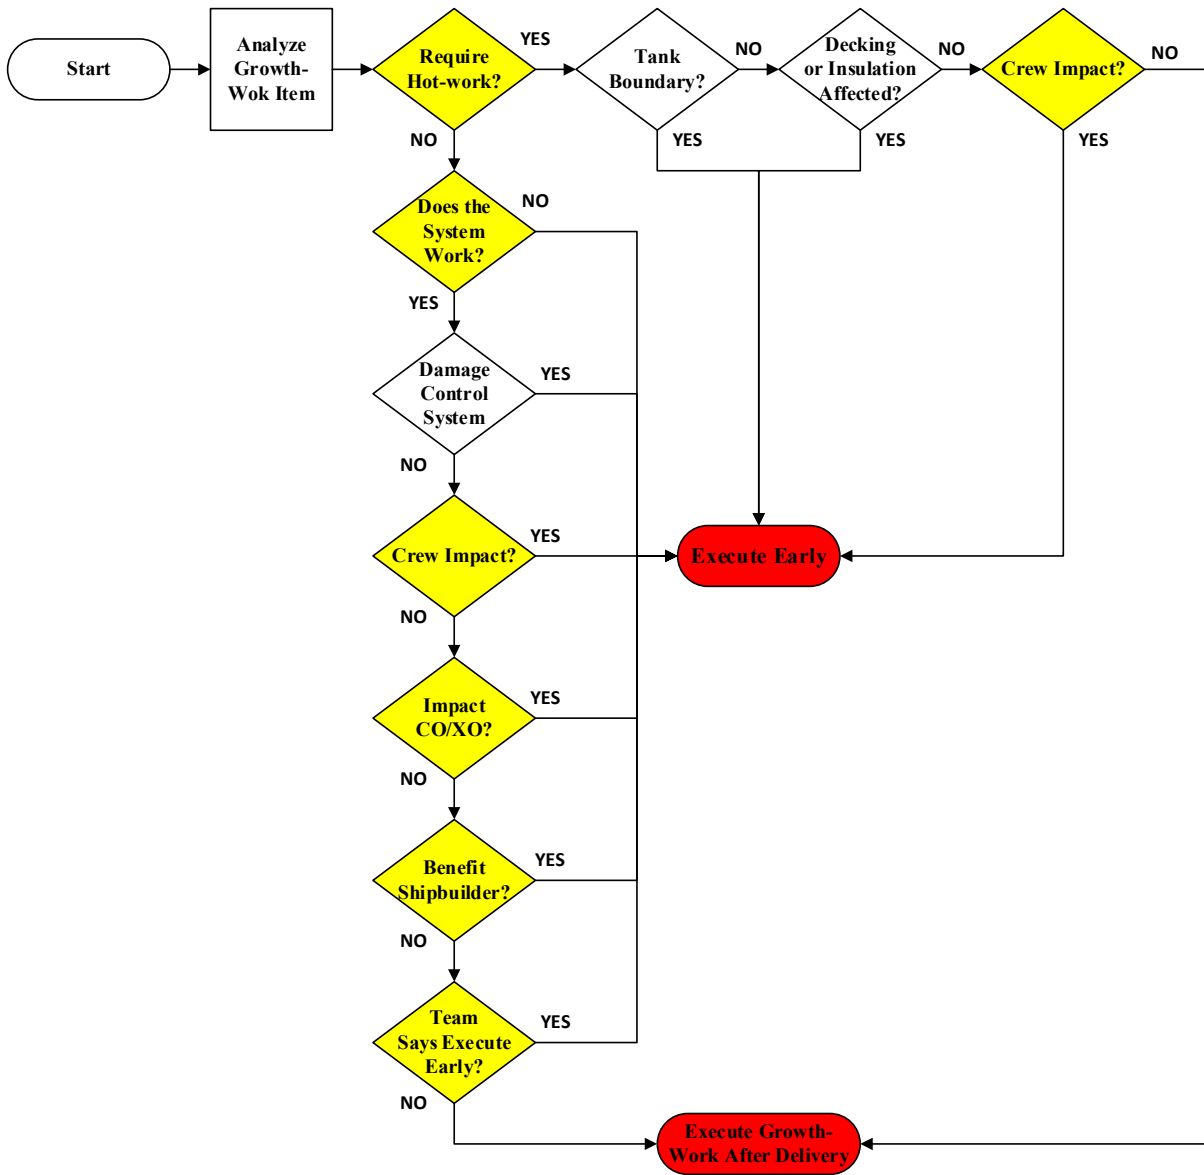 Start
Analyze
Growth-
Wok Item
Require
Hot-work?
YES
Tank
Boundary?
NO
Decking
or Insulation
Affected?
NO
Crew Impact?
NO
NO
YES
YES
YES
Does the
System
Work?
NO
YES
Damage
Control
System
YES
NO
Crew Impact?
YES
Execute Early
NO
Impact
CO/XO?
YES
NO
Benefit
Shipbuilder?
YES
NO
Team
Says Execute
Early?
YES
NO
Execute Growth-
Work After Delivery